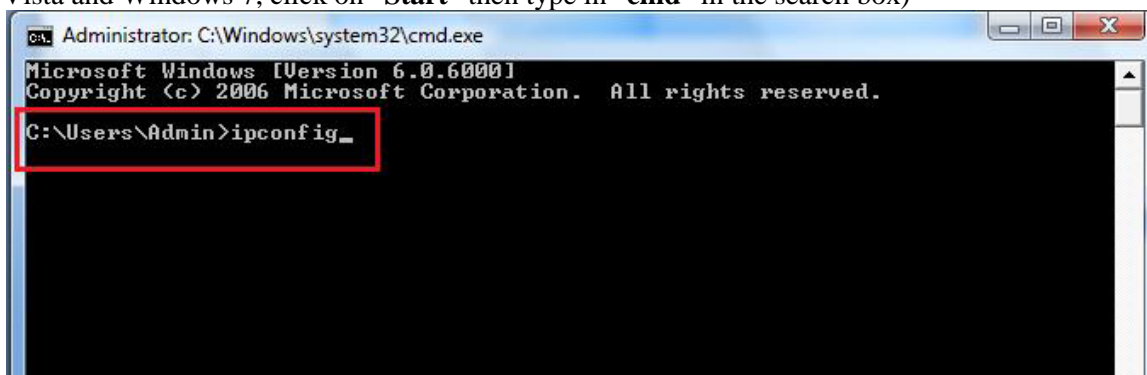 Vista and Windows 7, click on "Start" then type in "cmd" in the search box)
Administrator: C:\Windows\system32\cmd.exe
Microsoft Windows [Version 6.0.6000]
Copyright (c) 2006 Microsoft Corporation.  All rights reserved.
C:\Users\Admin>ipconfig_